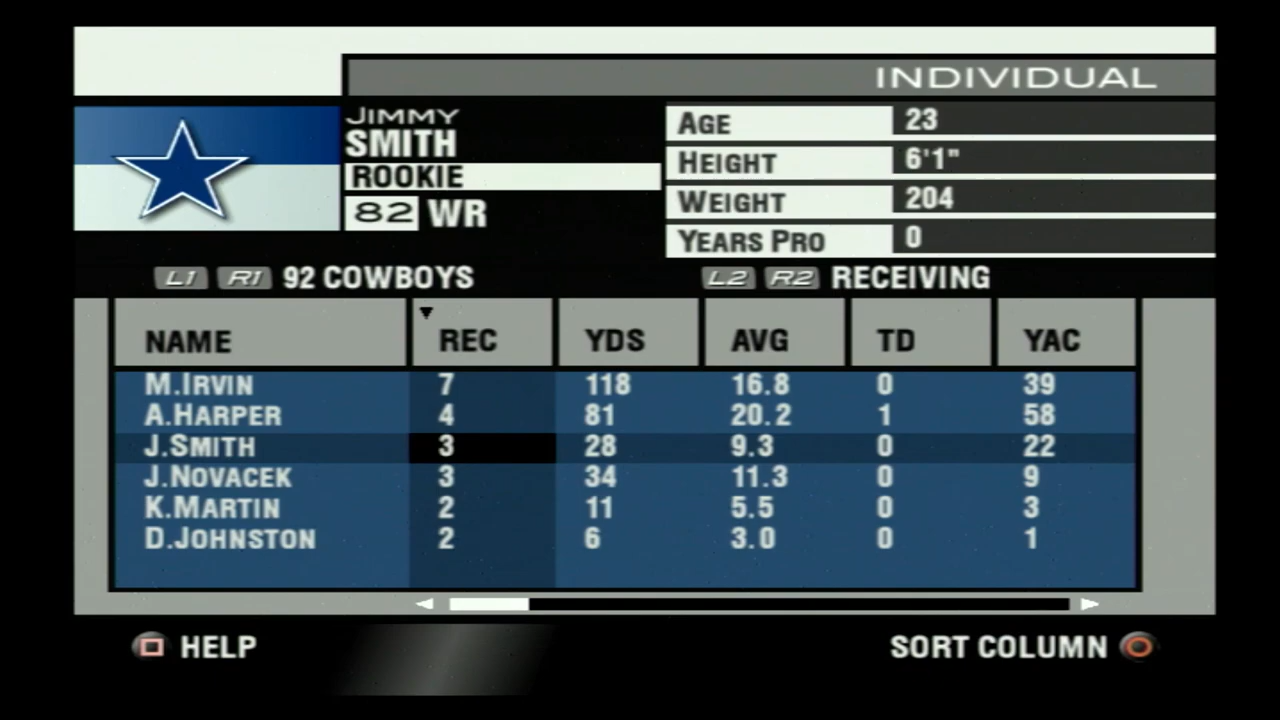 INDIVIDUAL
JIMMY
SMITH
ROOKIE
82 WR
AGE 23
HEIGHT 6'1"
WEIGHT 204
YEARS PRO 0
L1 R1 92 COWBOYS L2 R2 RECEIVING
NAME REC YDS AVG TD YAC
M.IRVIN 7 118 16.8 0 39
A.HARPER 4 81 20.2 1 58
J.SMITH 3 28 9.3 0 22
J.NOVACEK 3 34 11.3 0 9
K.MARTIN 2 11 5.5 0 3
D.JOHNSTON 2 6 3.0 0 1
HELP SORT COLUMN